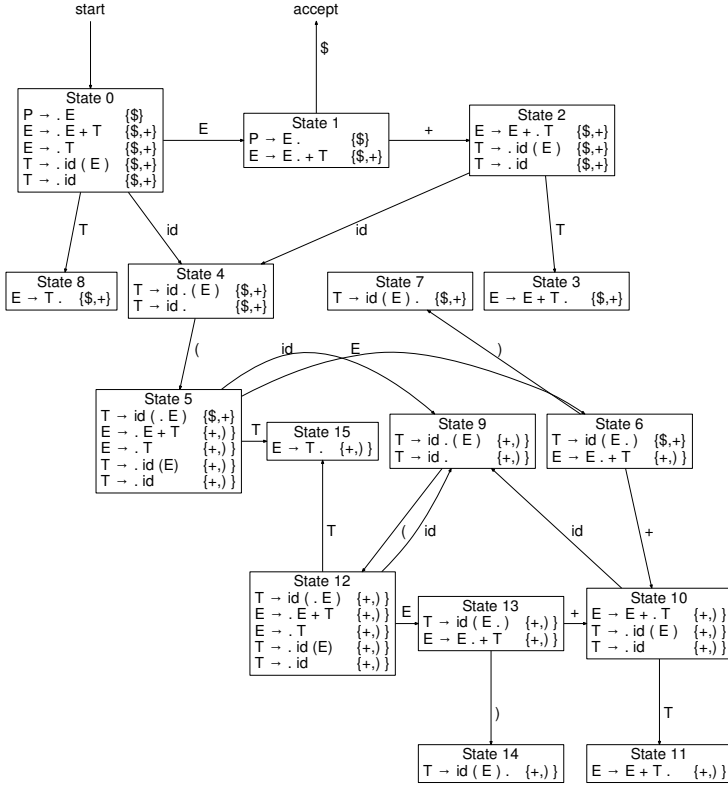 start
accept
$
State 0
P → . E {$}
E → . E + T {$,+}
E → . T {$,+}
T → . id ( E ) {$,+}
T → . id {$,+}
E
State 1
P → E . {$}
E → E . + T {$,+}
+
State 2
E → E + . T {$,+}
T → . id ( E ) {$,+}
T → . id {$,+}
T
id
id
T
State 8
E → T . {$,+}
State 4
T → id . ( E ) {$,+}
T → id . {$,+}
State 7
T → id ( E ) . {$,+}
State 3
E → E + T . {$,+}
(
id
E
)
State 5
T → id ( . E ) {$,+}
E → . E + T {+,) }
E → . T {+,) }
T → . id (E) {+,) }
T → . id {+,) }
T
State 15
E → T . {+,) }
State 9
T → id . ( E ) {+,) }
T → id . {+,) }
State 6
T → id ( E . ) {$,+}
E → E . + T {+,) }
T
(
id
id
+
State 12
T → id ( . E ) {+,) }
E → . E + T {+,) }
E → . T {+,) }
T → . id (E) {+,) }
T → . id {+,) }
E
State 13
T → id ( E . ) {+,) }
E → E . + T {+,) }
+
State 10
E → E + . T {+,) }
T → . id ( E ) {+,) }
T → . id {+,) }
)
T
State 14
T → id ( E ) . {+,) }
State 11
E → E + T . {+,) }